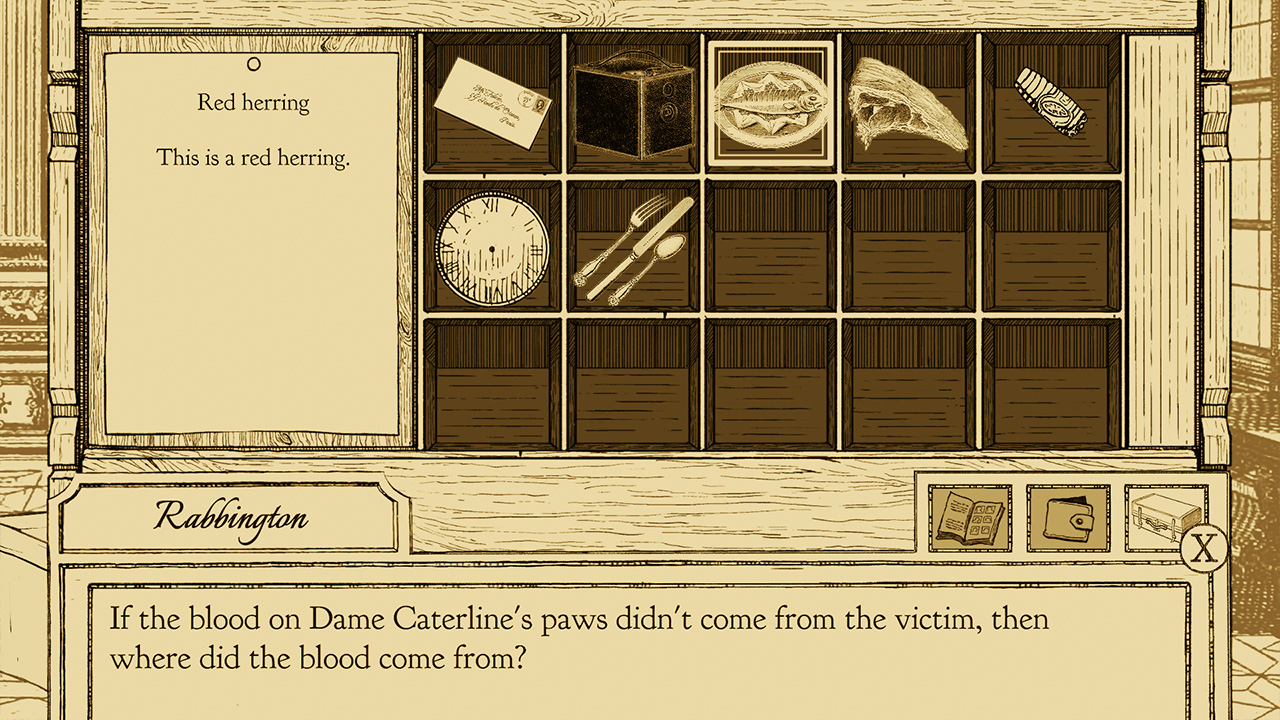 Red herring
This is a red herring.
Rabbington
X
If the blood on Dame Caterline's paws didn't come from the victim, then
where did the blood come from?